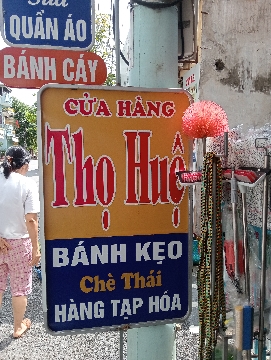 QUẦN ÁO
BÁNH CÁY
CỬA HÀNG
Thọ Huệ
BÁNH KẸO
Chè Thái
HÀNG TẠP HÓA